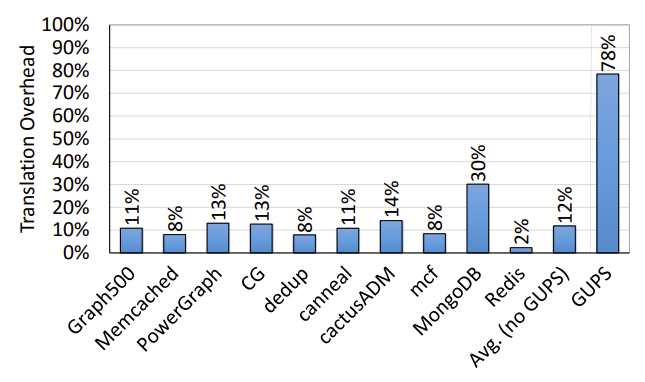 100%
90%
80%
70%
60%
50%
40%
30%
20%
10%
0%
Translation Overhead
11%
8%
13%
13%
8%
11%
14%
8%
30%
2%
12%
78%
Graph500
Memcached
PowerGraph
CG
dedup
canneal
cactusADM
mcf
MongoDB
Redis
Avg. (no GUPS)
GUPS